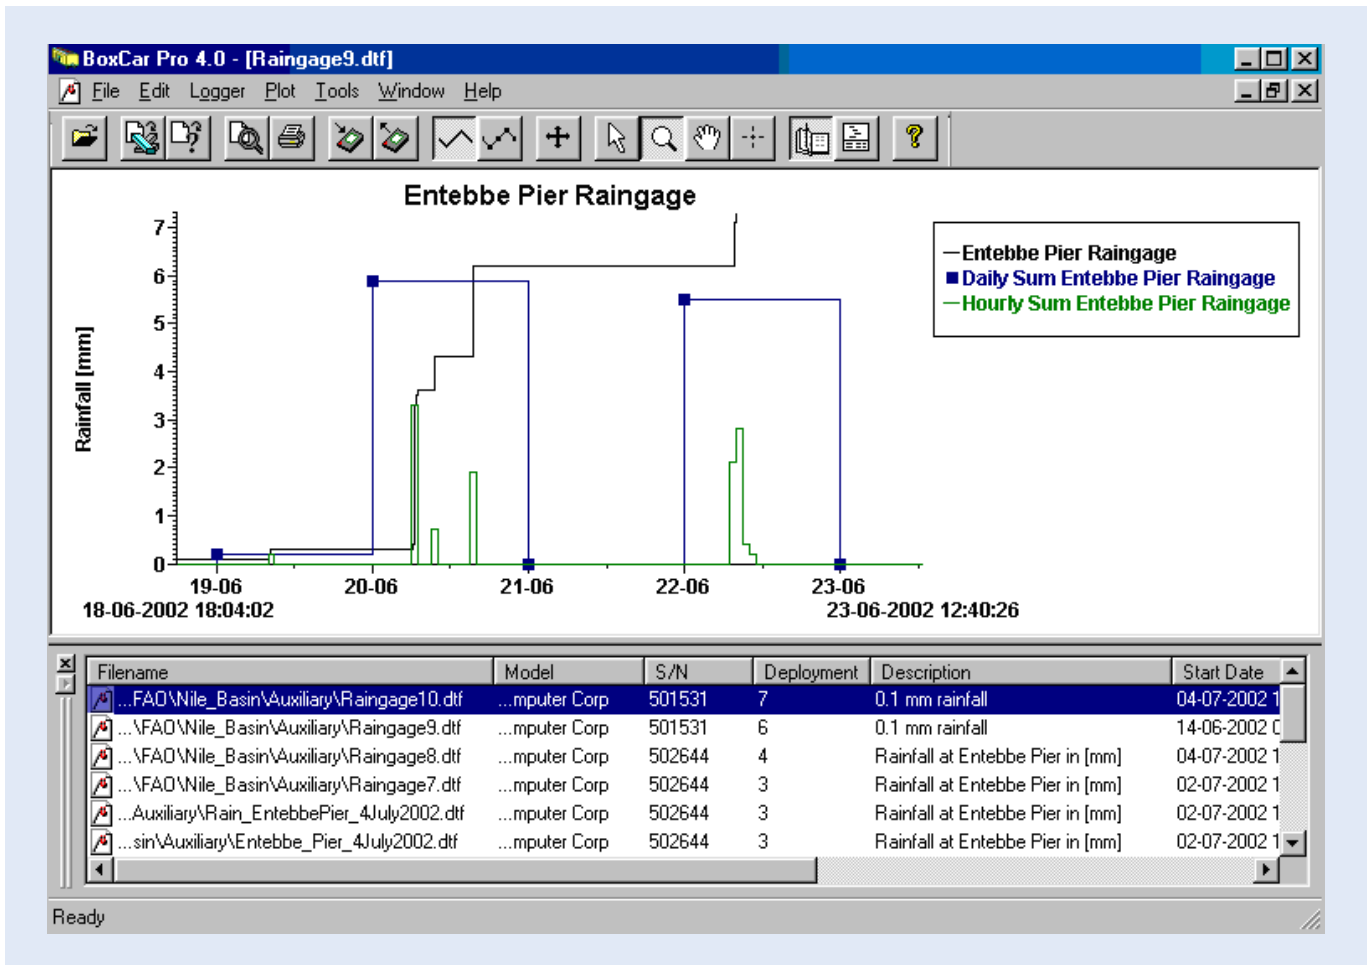 BoxCar Pro 4.0 - [Raingage9.dtf]
File Edit Logger Plot Tools Window Help
Entebbe Pier Raingage
7
6
5
4
3
2
1
0
Rainfall [mm]
19-06 20-06 21-06 22-06 23-06
18-06-2002 18:04:02 23-06-2002 12:40:26
Entebbe Pier Raingage
Daily Sum Entebbe Pier Raingage
Hourly Sum Entebbe Pier Raingage
Filename Model S/N Deployment Description Start Date
...FAO\Nile_Basin\Auxiliary\Raingage10.dtf ...mputer Corp 501531 7 0.1 mm rainfall 04-07-2002 1
...\FAO\Nile_Basin\Auxiliary\Raingage9.dtf ...mputer Corp 501531 6 0.1 mm rainfall 14-06-2002 0
...\FAO\Nile_Basin\Auxiliary\Raingage8.dtf ...mputer Corp 502644 4 Rainfall at Entebbe Pier in [mm] 04-07-2002 1
...\FAO\Nile_Basin\Auxiliary\Raingage7.dtf ...mputer Corp 502644 3 Rainfall at Entebbe Pier in [mm] 02-07-2002 1
...Auxiliary\Rain_EntebbePier_4July2002.dtf ...mputer Corp 502644 3 Rainfall at Entebbe Pier in [mm] 02-07-2002 1
...sin\Auxiliary\Entebbe_Pier_4July2002.dtf ...mputer Corp 502644 3 Rainfall at Entebbe Pier in [mm] 02-07-2002 1
Ready